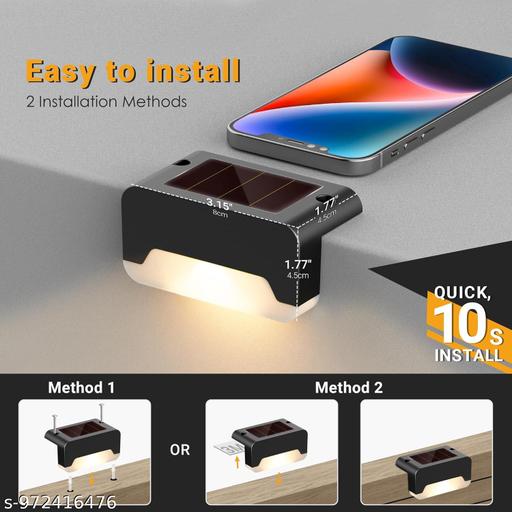 Easy to install
2 Installation Methods
3.15"
8cm
1.77"
4.5cm
1.77"
4.5cm
QUICK,
10s
INSTALL
Method 1
Method 2
OR
s-972416476